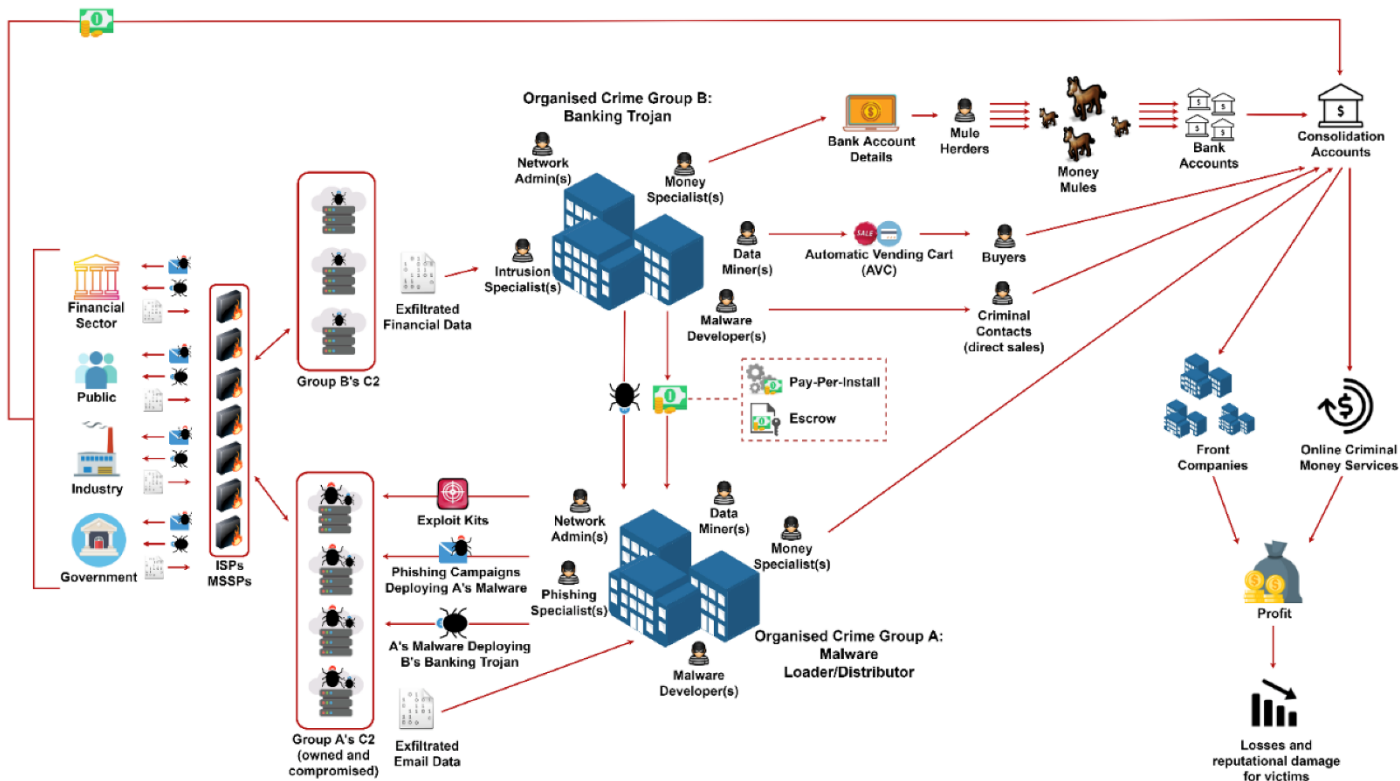 Organised Crime Group B:
Banking Trojan
Network
Admin(s)
Money
Specialist(s)
Intrusion
Specialist(s)
Data
Miner(s)
Malware
Developer(s)
Bank Account
Details
Mule
Herders
Money
Mules
Bank
Accounts
Consolidation
Accounts
SALE
Automatic Vending Cart
(AVC)
Buyers
Criminal
Contacts
(direct sales)
Financial
Sector
Public
Industry
Government
ISPs
MSSPs
Group B's C2
Exfiltrated
Financial Data
Pay-Per-Install
Escrow
Front
Companies
Online Criminal
Money Services
Exploit Kits
Phishing Campaigns
Deploying A's Malware
A's Malware Deploying
B's Banking Trojan
Network
Admin(s)
Data
Miner(s)
Money
Specialist(s)
Phishing
Specialist(s)
Malware
Developer(s)
Organised Crime Group A:
Malware
Loader/Distributor
Group A's C2
(owned and
compromised)
Exfiltrated
Email Data
Profit
Losses and
reputational damage
for victims